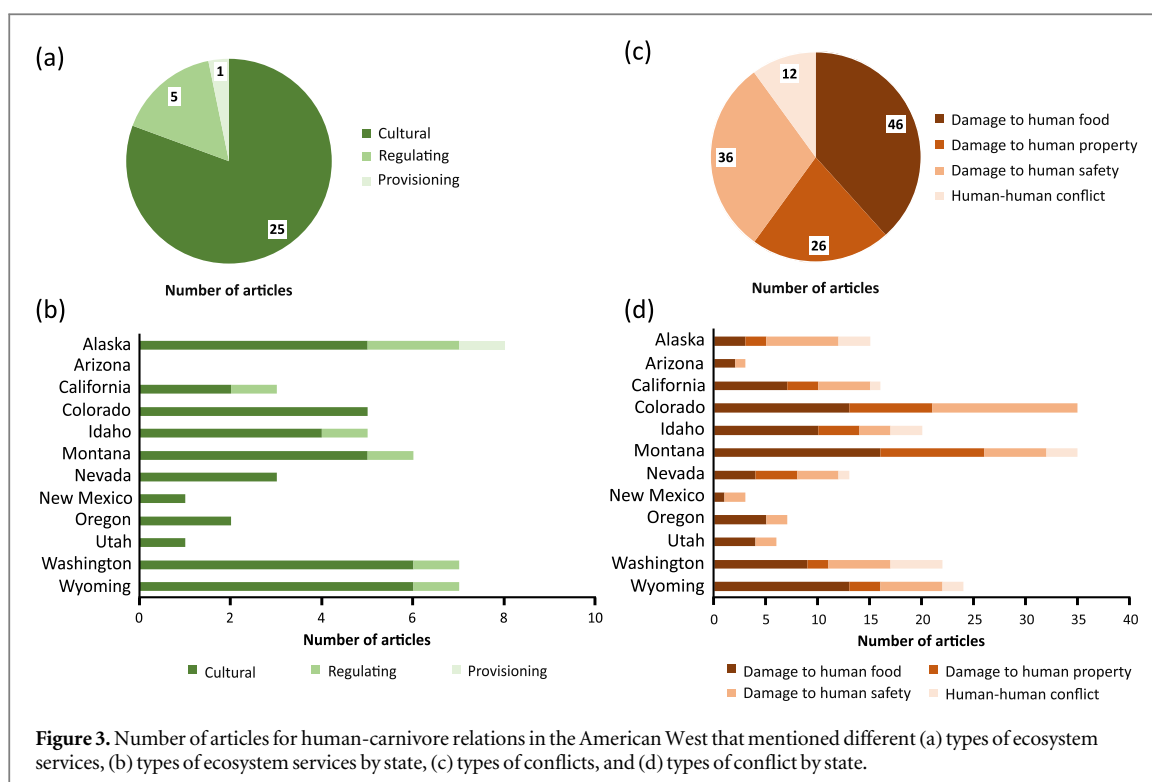 (a)
1
5
25
Cultural
Regulating
Provisioning
Number of articles
(c)
12
46
36
26
Damage to human food
Damage to human property
Damage to human safety
Human-human conflict
Number of articles
(b)
Alaska
Arizona
California
Colorado
Idaho
Montana
Nevada
New Mexico
Oregon
Utah
Washington
Wyoming
0 2 4 6 8 10
Number of articles
Cultural Regulating Provisioning
(d)
Alaska
Arizona
California
Colorado
Idaho
Montana
Nevada
New Mexico
Oregon
Utah
Washington
Wyoming
0 5 10 15 20 25 30 35 40
Number of articles
Damage to human food Damage to human property
Damage to human safety Human-human conflict
Figure 3. Number of articles for human-carnivore relations in the American West that mentioned different (a) types of ecosystem
services, (b) types of ecosystem services by state, (c) types of conflicts, and (d) types of conflict by state.